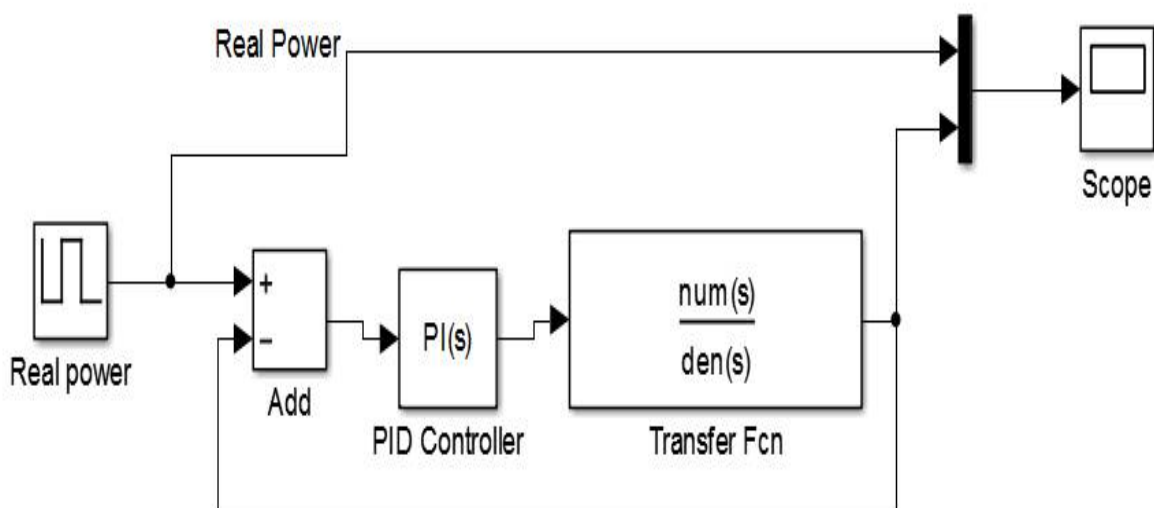 Real Power
Scope
Real power
+
−
Add
PI(s)
PID Controller
num(s)
den(s)
Transfer Fcn